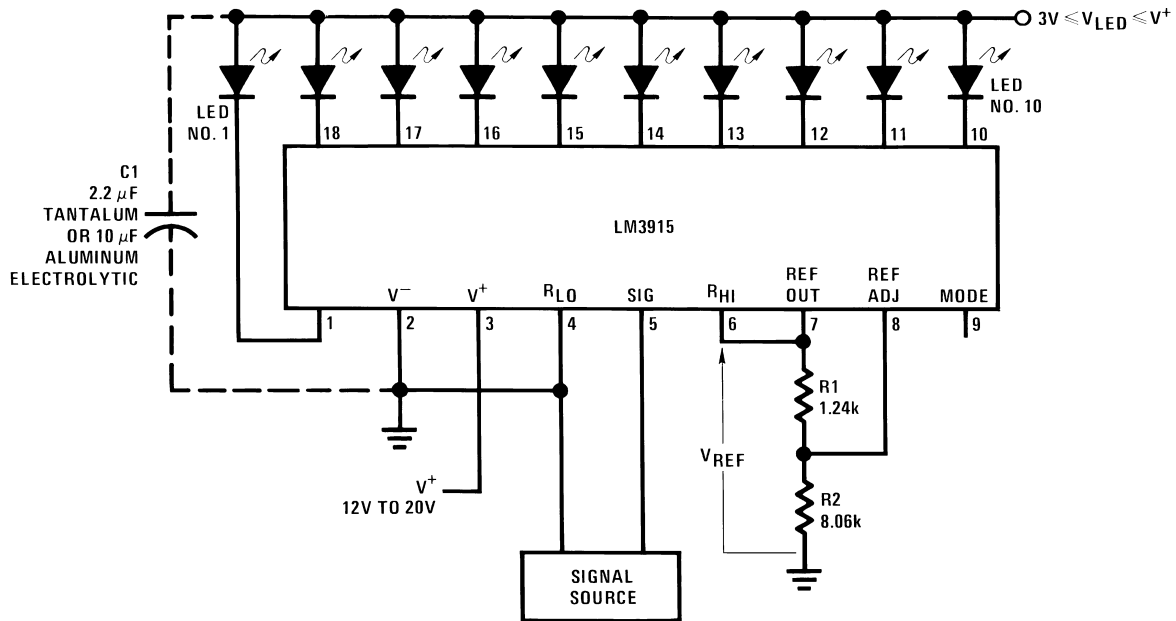 3V ≤ VLED ≤ V+
LED
NO. 1
LED
NO. 10
18
17
16
15
14
13
12
11
10
C1
2.2 μF
TANTALUM
OR 10 μF
ALUMINUM
ELECTROLYTIC
LM3915
V−
V+
RLO
SIG
RHI
REF
OUT
REF
ADJ
MODE
1
2
3
4
5
6
7
8
9
R1
1.24k
VREF
R2
8.06k
V+
12V TO 20V
SIGNAL
SOURCE